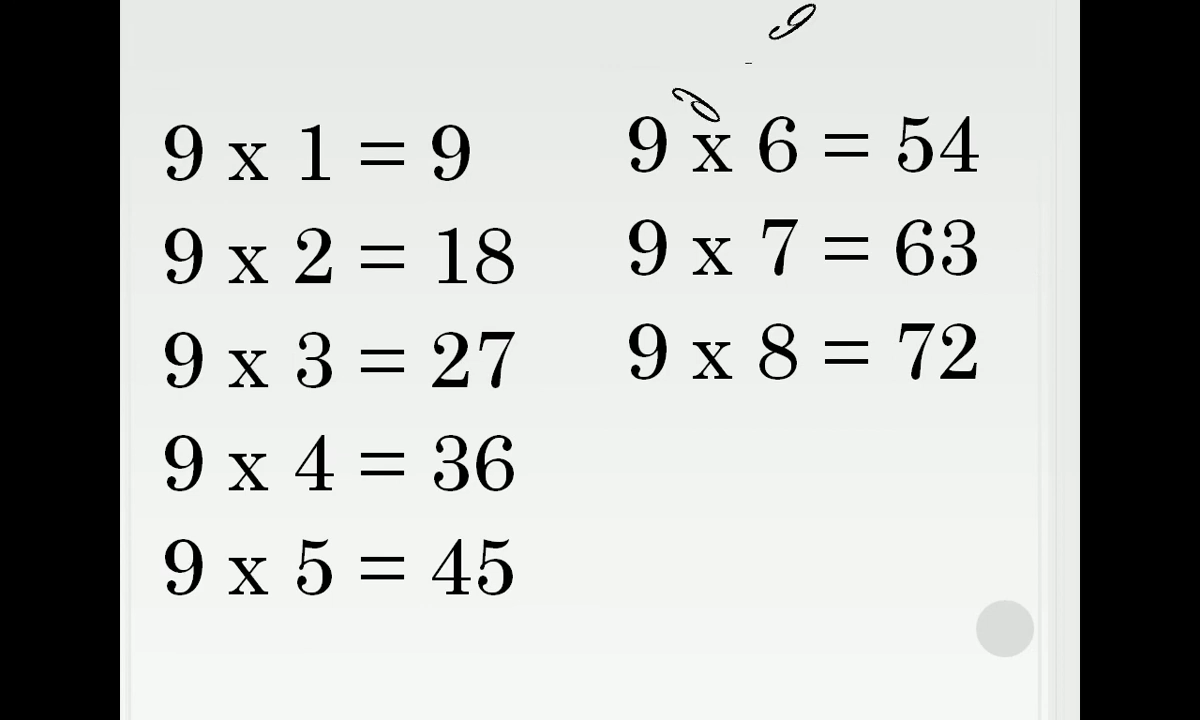 9 x 1 = 9
9 x 2 = 18
9 x 3 = 27
9 x 4 = 36
9 x 5 = 45
9 x 6 = 54
9 x 7 = 63
9 x 8 = 72